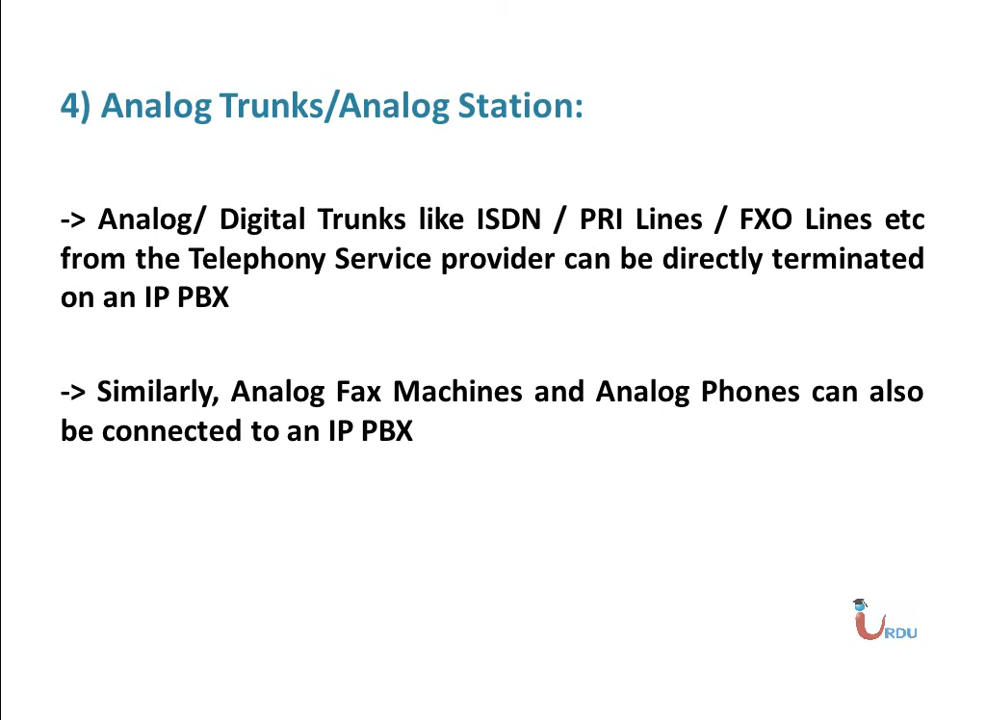 4) Analog Trunks/Analog Station:
-> Analog/ Digital Trunks like ISDN / PRI Lines / FXO Lines etc
from the Telephony Service provider can be directly terminated
on an IP PBX
-> Similarly, Analog Fax Machines and Analog Phones can also
be connected to an IP PBX
URDU